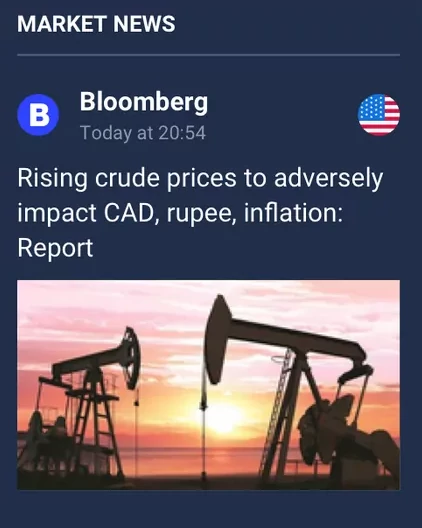 MARKET NEWS
B
Bloomberg
Today at 20:54
Rising crude prices to adversely
impact CAD, rupee, inflation:
Report